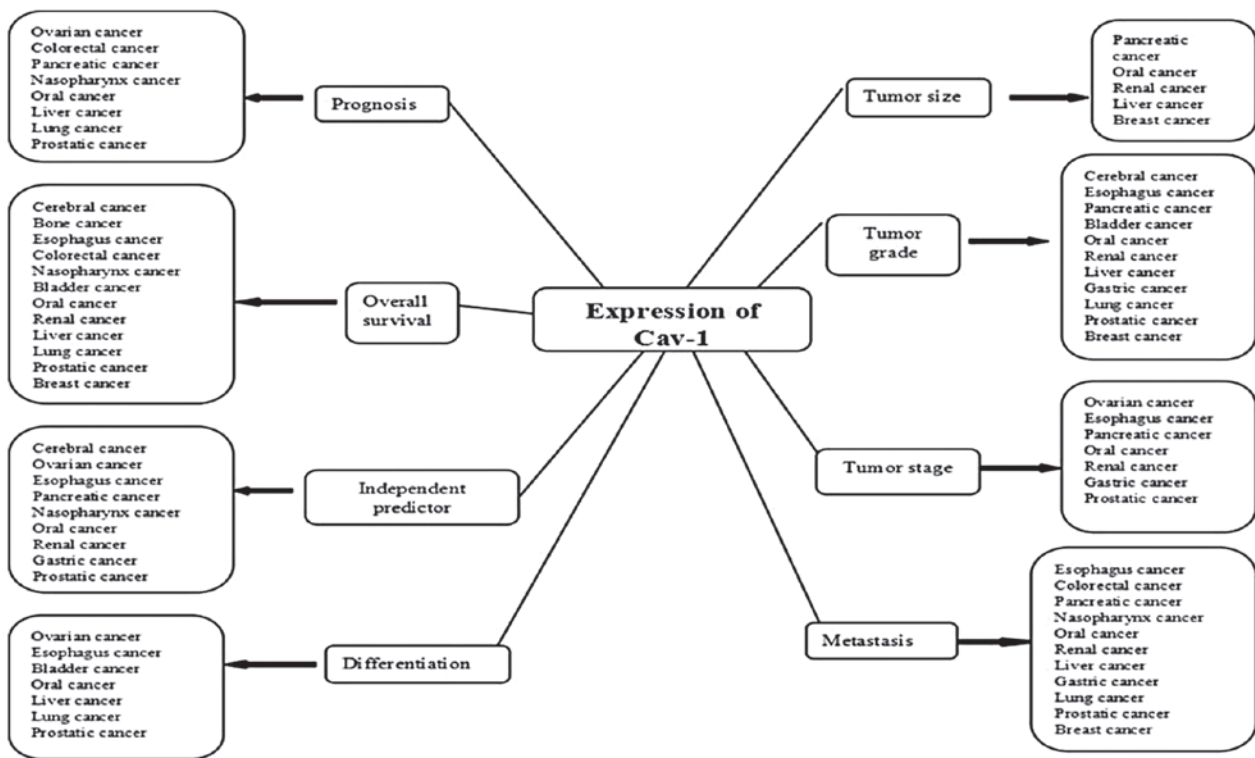 Ovarian cancer
Colorectal cancer
Pancreatic cancer
Nasopharynx cancer
Oral cancer
Liver cancer
Lung cancer
Prostatic cancer
Prognosis
Cerebral cancer
Bone cancer
Esophagus cancer
Colorectal cancer
Nasopharynx cancer
Bladder cancer
Oral cancer
Renal cancer
Liver cancer
Lung cancer
Prostatic cancer
Breast cancer
Overall
survival
Cerebral cancer
Ovarian cancer
Esophagus cancer
Pancreatic cancer
Nasopharynx cancer
Oral cancer
Renal cancer
Gastric cancer
Prostatic cancer
Independent
predictor
Ovarian cancer
Esophagus cancer
Bladder cancer
Oral cancer
Liver cancer
Lung cancer
Prostatic cancer
Differentiation
Expression of
Cav-1
Tumor size
Pancreatic
cancer
Oral cancer
Renal cancer
Liver cancer
Breast cancer
Tumor
grade
Cerebral cancer
Esophagus cancer
Pancreatic cancer
Bladder cancer
Oral cancer
Renal cancer
Liver cancer
Gastric cancer
Lung cancer
Prostatic cancer
Breast cancer
Tumor stage
Ovarian cancer
Esophagus cancer
Pancreatic cancer
Oral cancer
Renal cancer
Gastric cancer
Prostatic cancer
Metastasis
Esophagus cancer
Colorectal cancer
Pancreatic cancer
Nasopharynx cancer
Oral cancer
Renal cancer
Liver cancer
Gastric cancer
Lung cancer
Prostatic cancer
Breast cancer